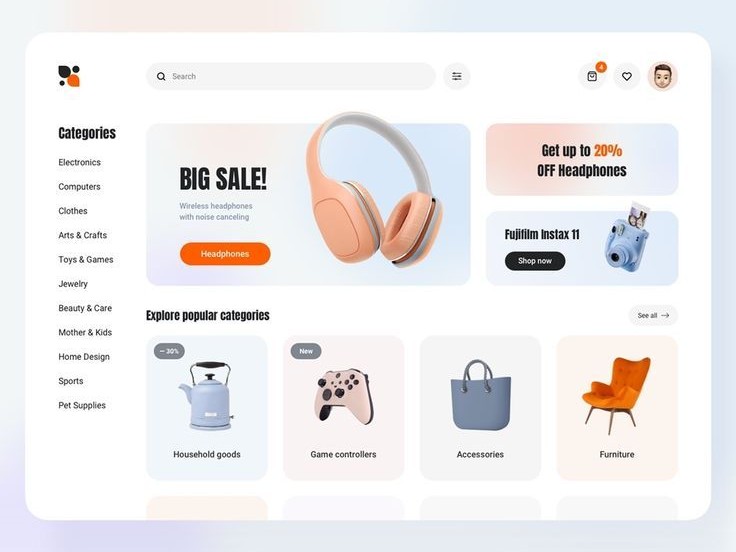 Search
4
Categories
Electronics
Computers
Clothes
Arts & Crafts
Toys & Games
Jewelry
Beauty & Care
Mother & Kids
Home Design
Sports
Pet Supplies
BIG SALE!
Wireless headphones
with noise canceling
Headphones
Get up to 20%
OFF Headphones
Fujifilm Instax 11
Shop now
Explore popular categories
See all
— 30%
Household goods
New
Game controllers
Accessories
Furniture